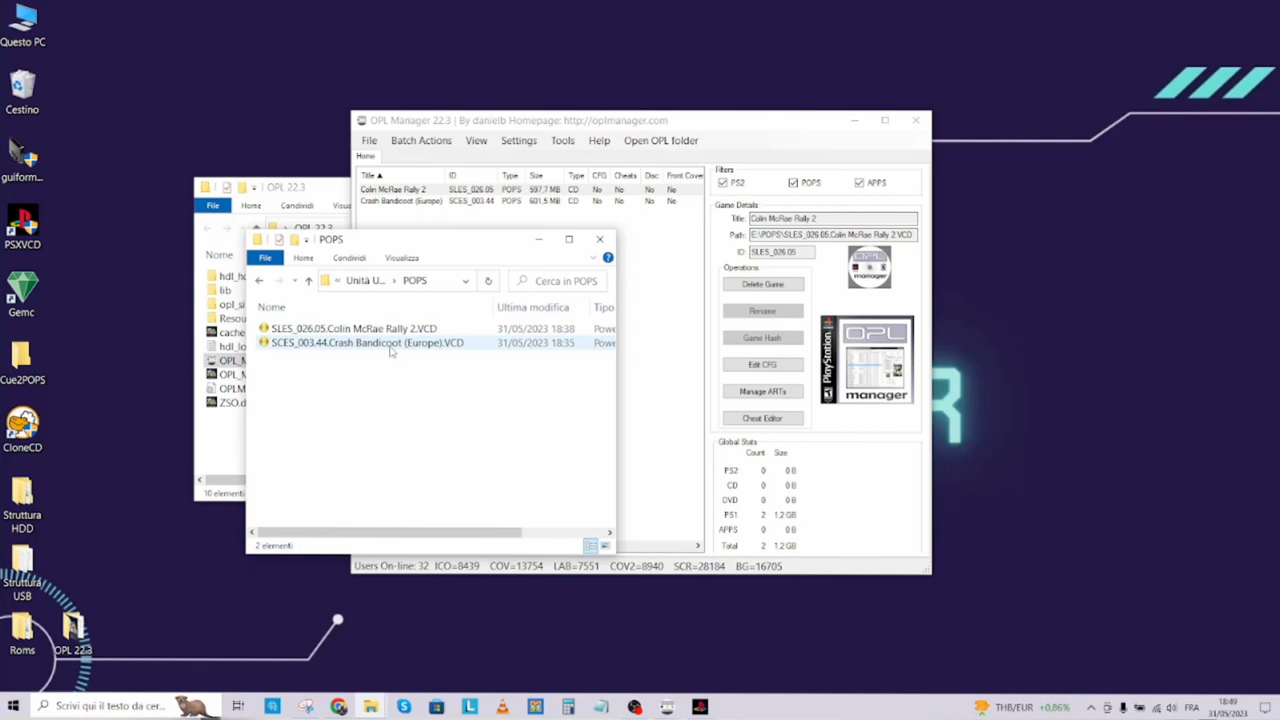 Questo PC
Cestino
guiform...
PSXVCD
Gemc
Cue2POPS
CloneCD
Struttura
HDD
Struttura
USB
Roms
OPL 22.3
OPL 22.3
File
Home
Condividi
Visua
OPL 22.3
Nome
hdl_ho
lib
opl_si
Resou
cache
hdl_lo
OPL_M
OPL_M
OPLM
ZSO.d
10 elementi
OPL Manager 22.3 | By danielb Homepage: http://oplmanager.com
File Batch Actions View Settings Tools Help Open OPL folder
Home
Title ID Type Size Type CFG Cheats Disc Front Cover
Colin McRae Rally 2 SLES_026.05 POPS 597,7 MB CD No No No No
Crash Bandicoot (Europe) SCES_003.44 POPS 601,5 MB CD No No No No
POPS
File Home Condividi Visualizza
« Unità U... › POPS
Cerca in POPS
Nome Ultima modifica Tipo
SLES_026.05.Colin McRae Rally 2.VCD 31/05/2023 18:38 Powe
SCES_003.44.Crash Bandicoot (Europe).VCD 31/05/2023 18:35 Powe
2 elementi
Filters
PS2 POPS APPS
Game Details
Title: Colin McRae Rally 2
Path: E:\POPS\SLES_026.05.Colin McRae Rally 2.VCD
ID: SLES_026.05
Operations
Delete Game
Rename
Game Hash
Edit CFG
Manage ARTs
Cheat Editor
OPL
manager
PlayStation
OPL
manager
Global Stats
Count Size
PS2 0 0 B
CD 0 0 B
DVD 0 0 B
PS1 2 1.2 GB
APPS 0 0 B
Total 2 1.2 GB
Users On-line: 32 ICO=8439 COV=13754 LAB=7551 COV2=8940 SCR=28184 BG=16705
R
Scrivi qui il testo da cer...
THB/EUR +0,86%
FRA
18:49
31/05/2023